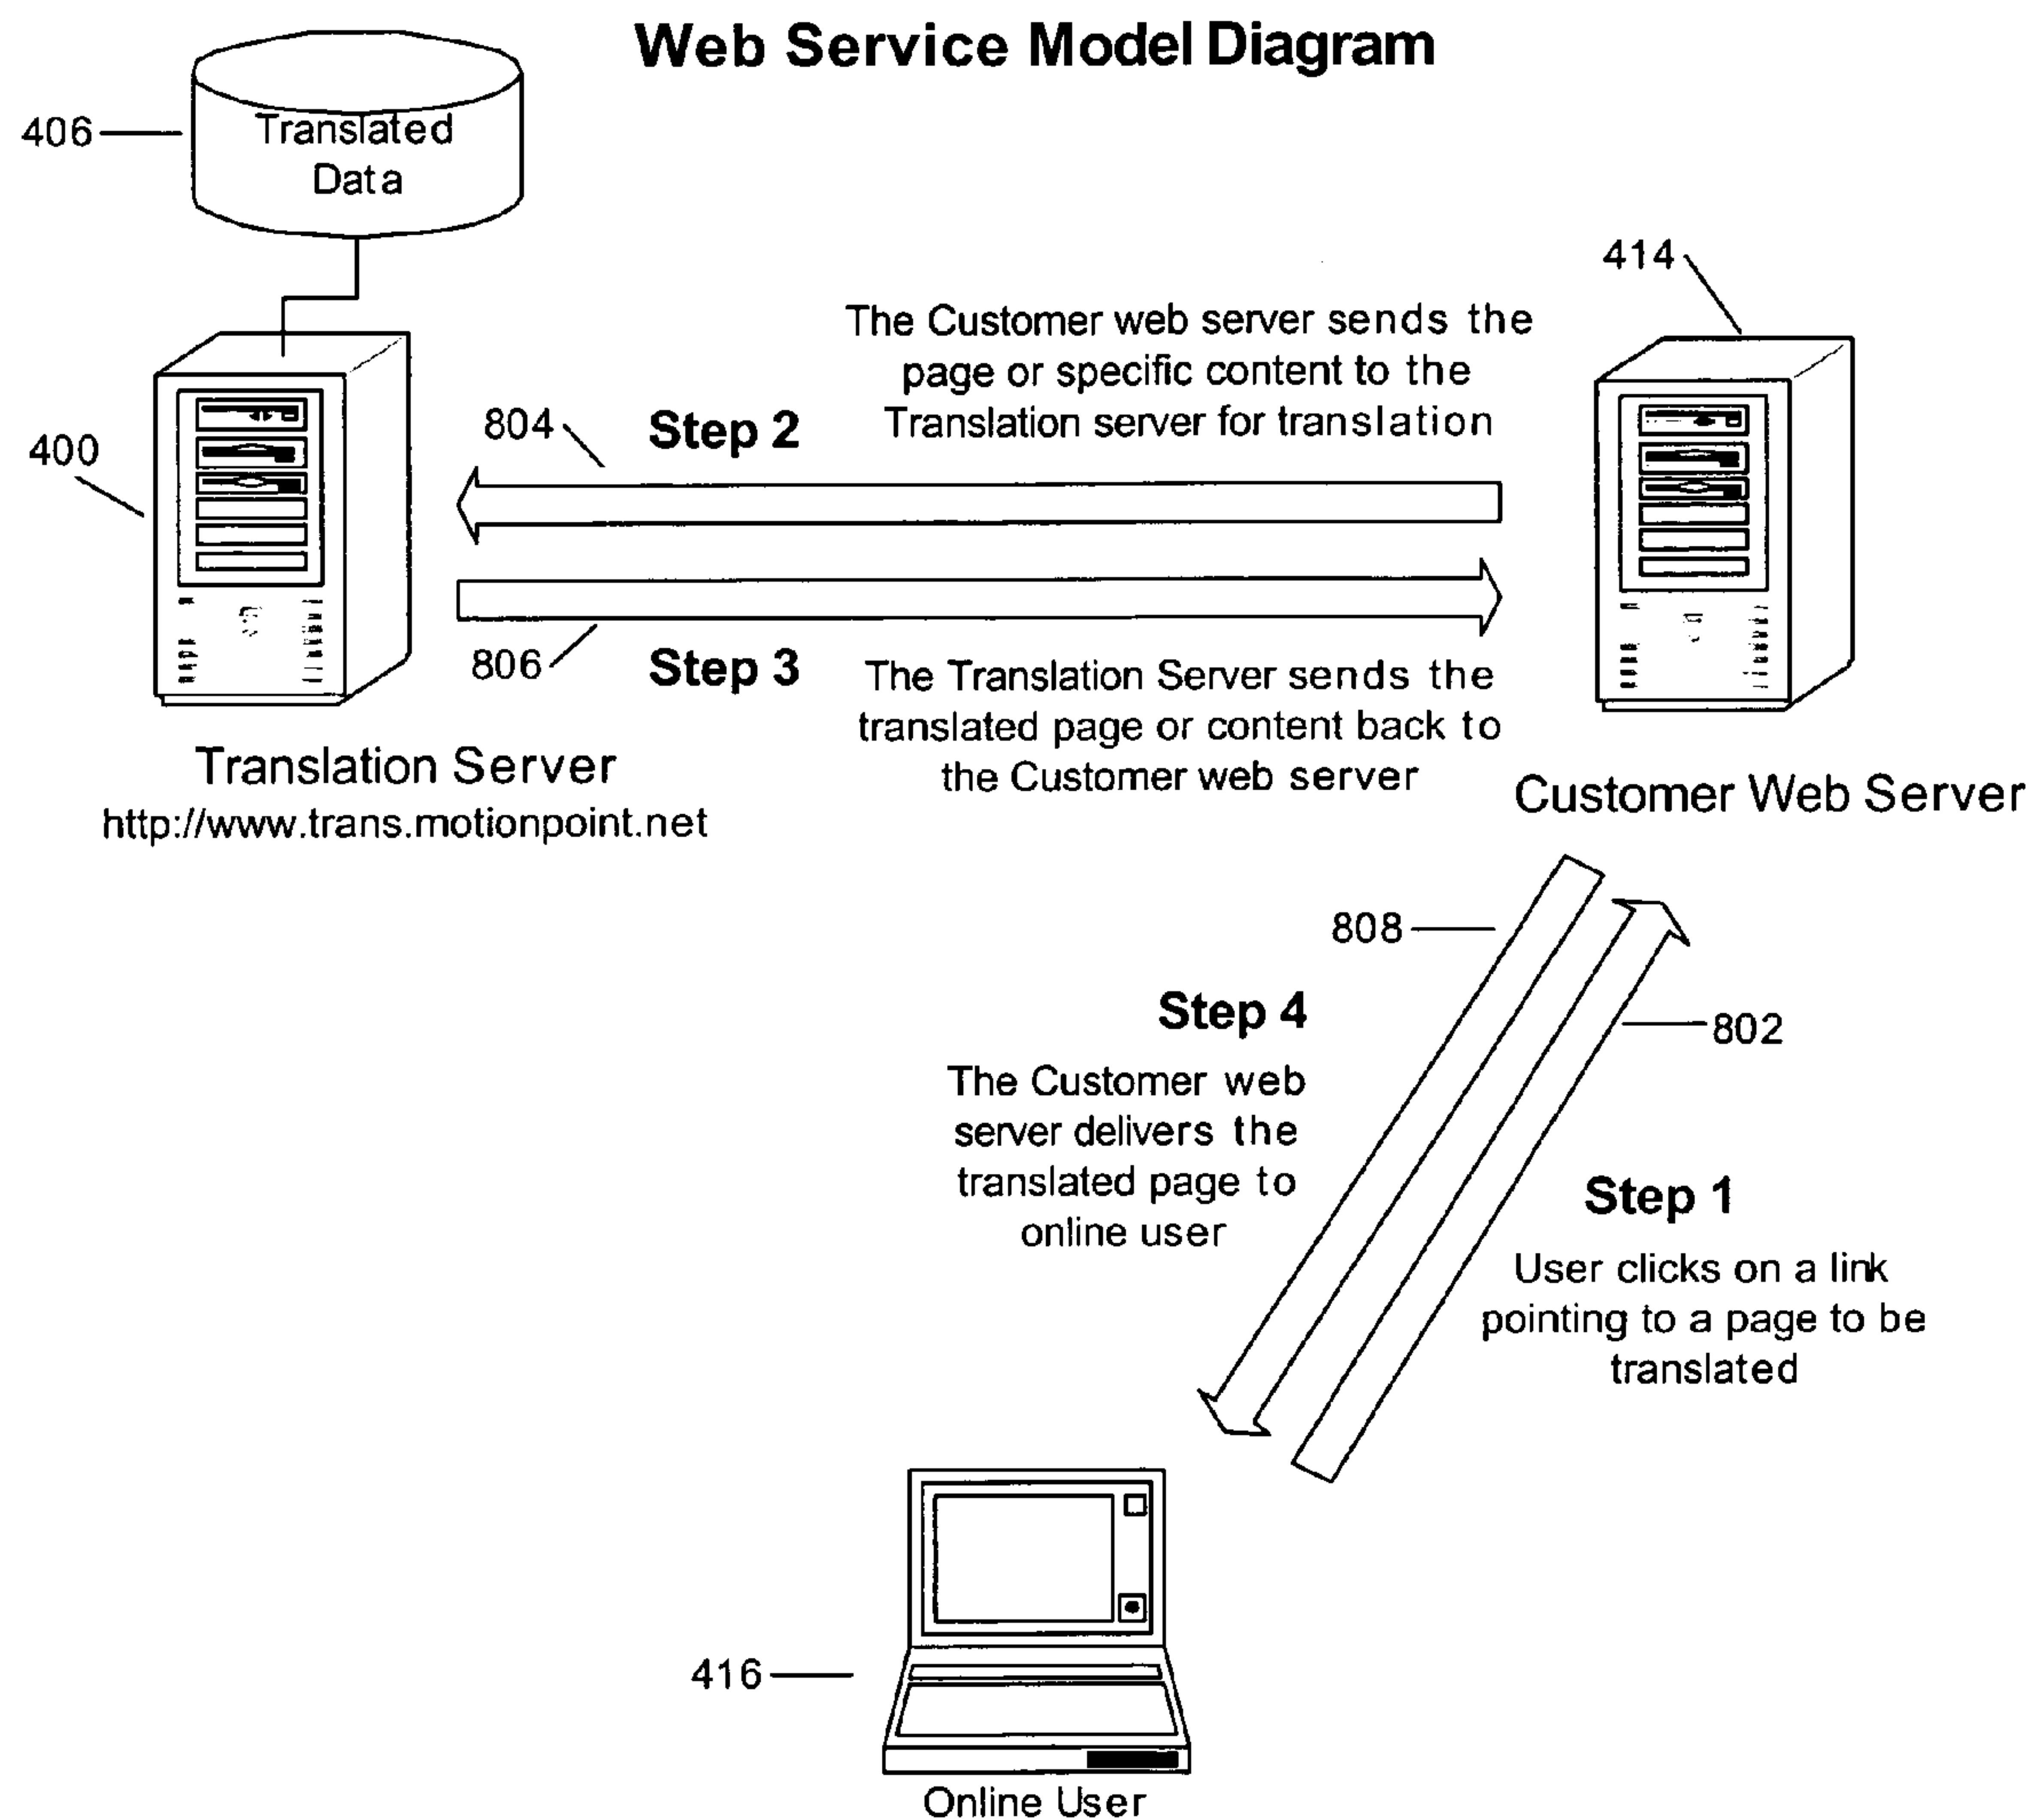 Web Service Model Diagram
406
Translated
Data
414
The Customer web server sends the
page or specific content to the
Translation server for translation
804
Step 2
400
806
Step 3
The Translation Server sends the
translated page or content back to
the Customer web server
Translation Server
http://www.trans.motionpoint.net
Customer Web Server
808
802
Step 4
The Customer web
server delivers the
translated page to
online user
Step 1
User clicks on a link
pointing to a page to be
translated
416
Online User